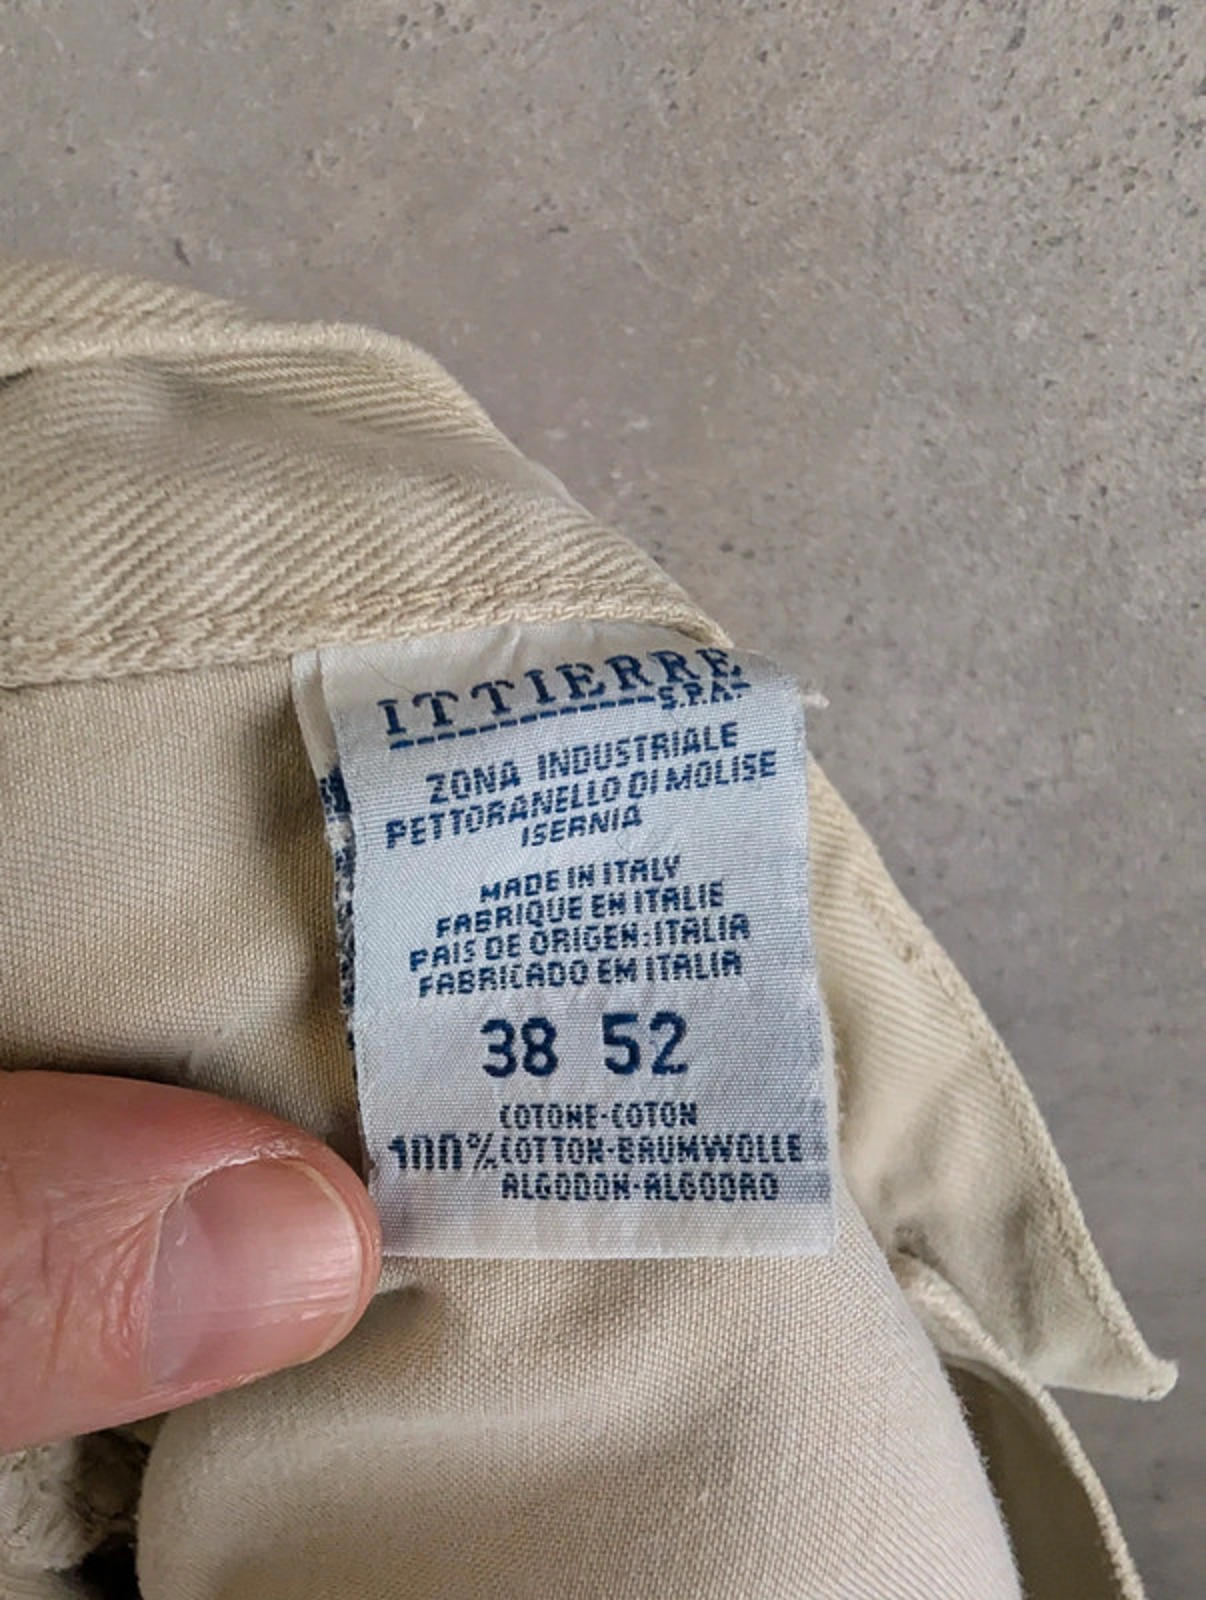 ITTIERRE
S.P.A.
ZONA INDUSTRIALE
PETTORANELLO DI MOLISE
ISERNIA
MADE IN ITALY
FABRIQUE EN ITALIE
PAIS DE ORIGEN:ITALIA
FABRICADO EM ITALIA
38 52
COTONE-COTON
100% COTTON-BAUMWOLLE
ALGODON-ALGODAO